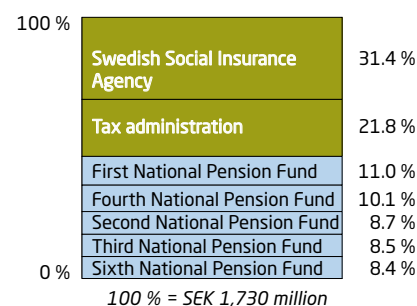 100 %
Swedish Social Insurance
Agency
31.4 %
Tax administration
21.8 %
First National Pension Fund
11.0 %
Fourth National Pension Fund
10.1 %
Second National Pension Fund
8.7 %
Third National Pension Fund
8.5 %
Sixth National Pension Fund
8.4 %
0 %
100 % = SEK 1,730 million